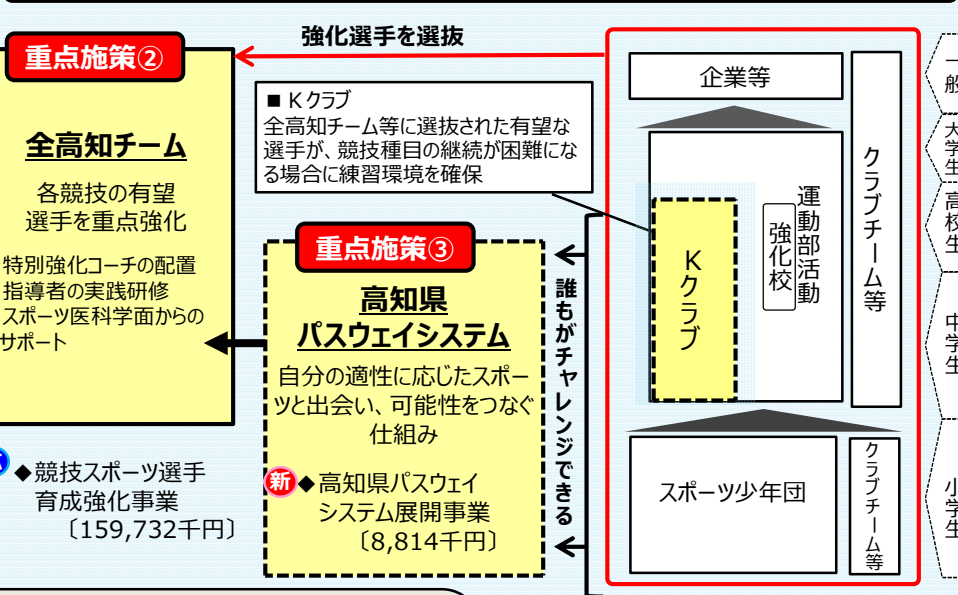 強化選手を選抜
重点施策②
全高知チーム
各競技の有望
選手を重点強化
特別強化コーチの配置
指導者の実践研修
スポーツ医科学面からの
サポート
◆競技スポーツ選手
育成強化事業
〔159,732千円〕
■ Kクラブ
全高知チーム等に選抜された有望な
選手が、競技種目の継続が困難にな
る場合に練習環境を確保
重点施策③
高知県
パスウェイシステム
自分の適性に応じたスポー
ツと出会い、可能性をつなぐ
仕組み
新◆高知県パスウェイ
システム展開事業
〔8,814千円〕
誰もがチャレンジできる
企業等
Kクラブ
強化校
運動部活動
クラブチーム等
スポーツ少年団
クラブチーム等
一般
大学生
高校生
中学生
小学生